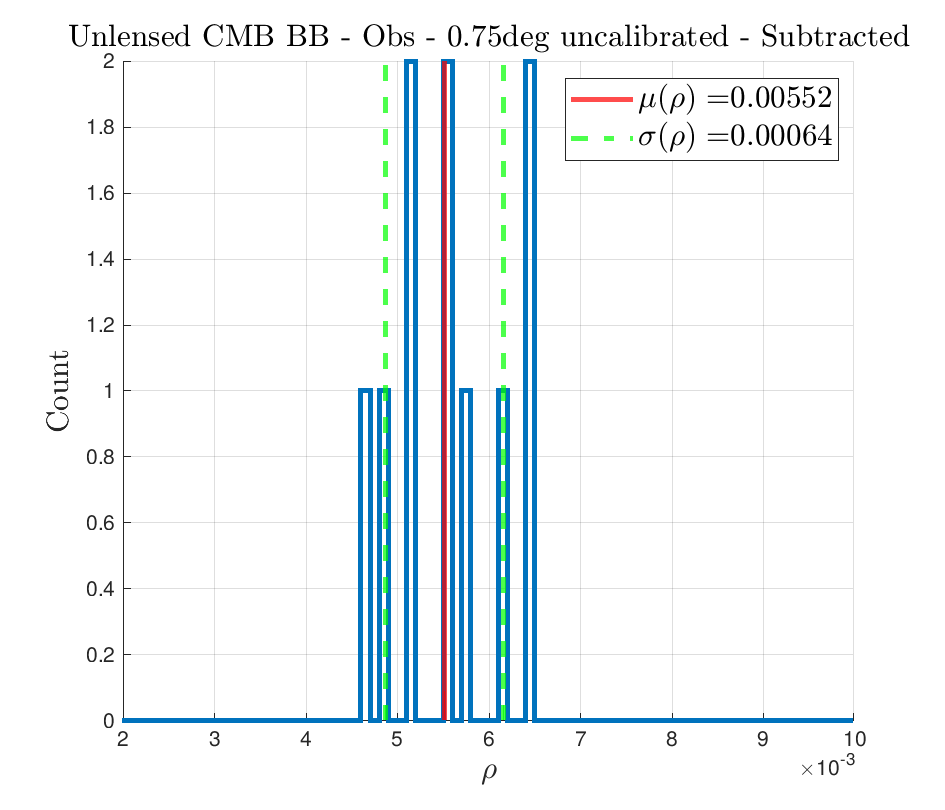 Unlensed CMB BB - Obs - 0.75deg uncalibrated - Subtracted
μ(ρ) =0.00552
σ(ρ) =0.00064
2
1.8
1.6
1.4
1.2
1
0.8
0.6
0.4
0.2
0
Count
2 3 4 5 6 7 8 9 10
×10-3
ρ